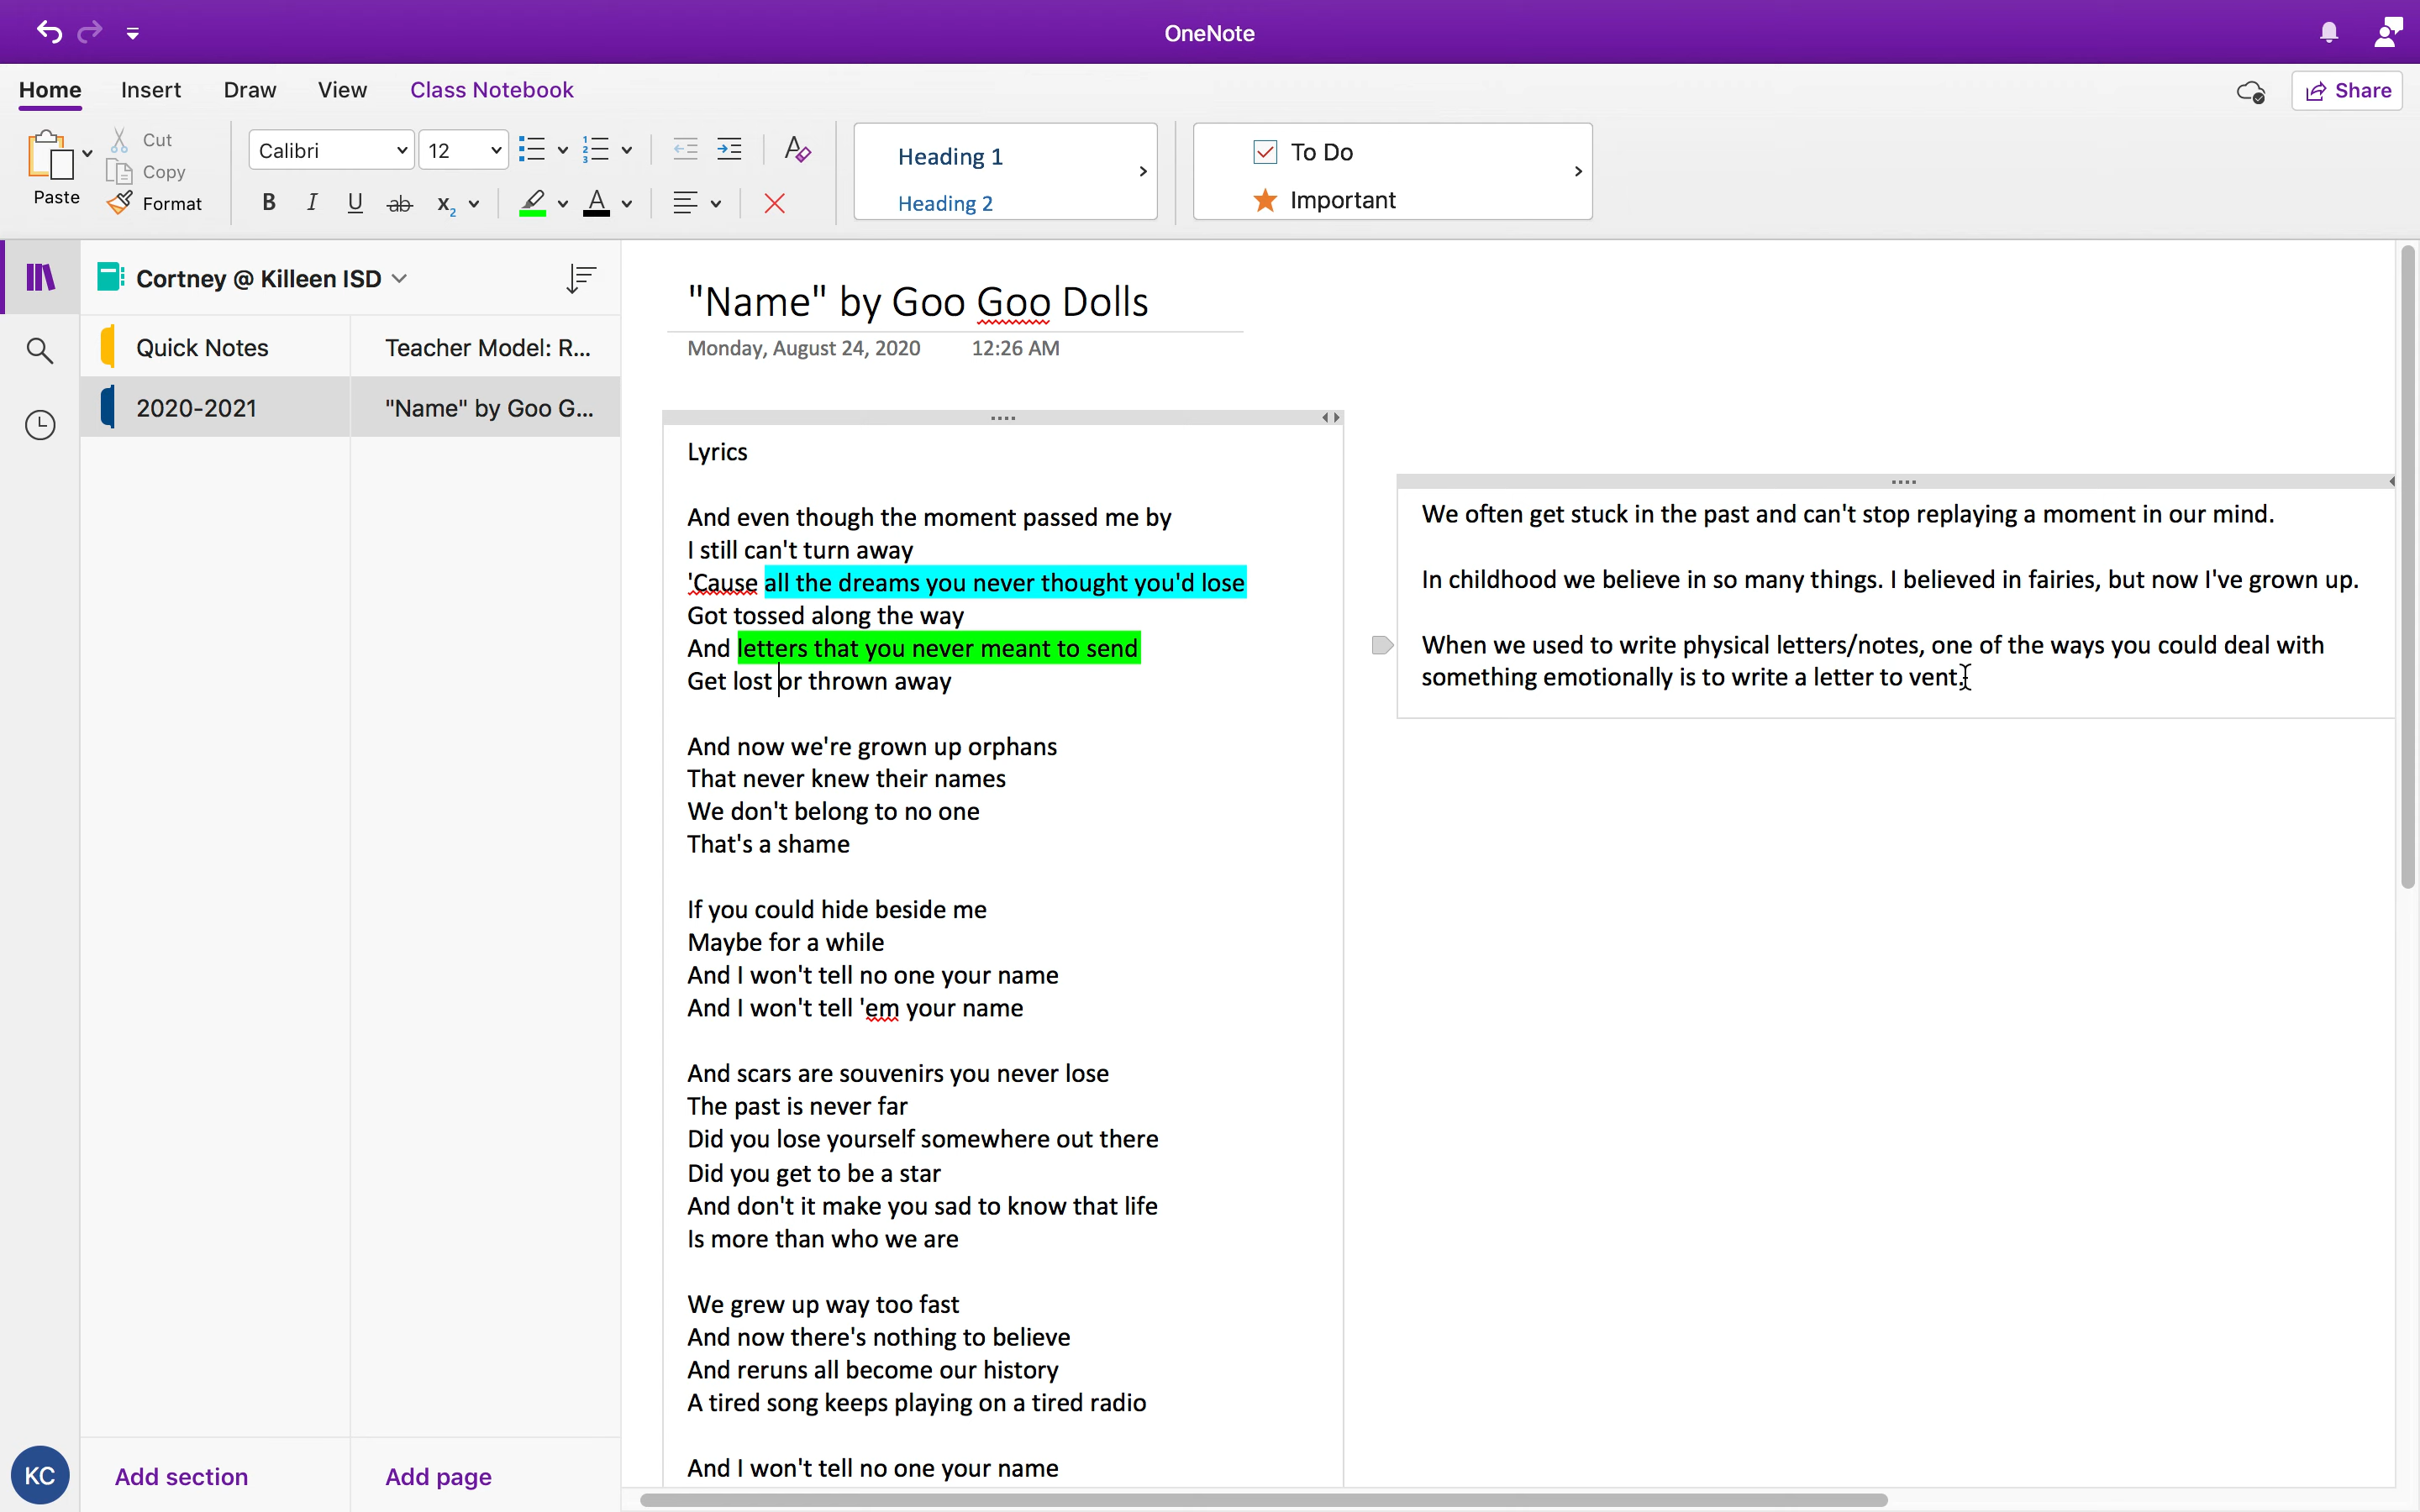 OneNote
Home Insert Draw View Class Notebook
Share
Paste
Cut
Copy
Format
Calibri 12
B I U ab x2 A
Heading 1
Heading 2
To Do
Important
Cortney @ Killeen ISD
Quick Notes
2020-2021
Teacher Model: R...
"Name" by Goo G...
"Name" by Goo Goo Dolls
Monday, August 24, 2020 12:26 AM
Lyrics
And even though the moment passed me by
I still can't turn away
'Cause all the dreams you never thought you'd lose
Got tossed along the way
And letters that you never meant to send
Get lost or thrown away
And now we're grown up orphans
That never knew their names
We don't belong to no one
That's a shame
If you could hide beside me
Maybe for a while
And I won't tell no one your name
And I won't tell 'em your name
And scars are souvenirs you never lose
The past is never far
Did you lose yourself somewhere out there
Did you get to be a star
And don't it make you sad to know that life
Is more than who we are
We grew up way too fast
And now there's nothing to believe
And reruns all become our history
A tired song keeps playing on a tired radio
And I won't tell no one your name
We often get stuck in the past and can't stop replaying a moment in our mind.
In childhood we believe in so many things. I believed in fairies, but now I've grown up.
When we used to write physical letters/notes, one of the ways you could deal with
something emotionally is to write a letter to vent.
KC
Add section
Add page